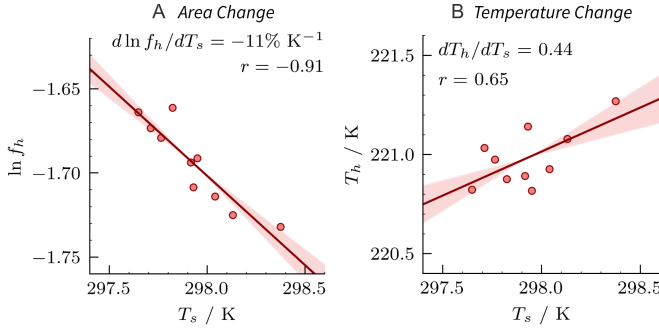 A Area Change
d ln f_h/dT_s = −11% K⁻¹
r = −0.91
−1.65
−1.70
−1.75
ln f_h
297.5 298.0 298.5
T_s / K
B Temperature Change
dT_h/dT_s = 0.44
r = 0.65
221.5
221.0
220.5
T_h / K
297.5 298.0 298.5
T_s / K